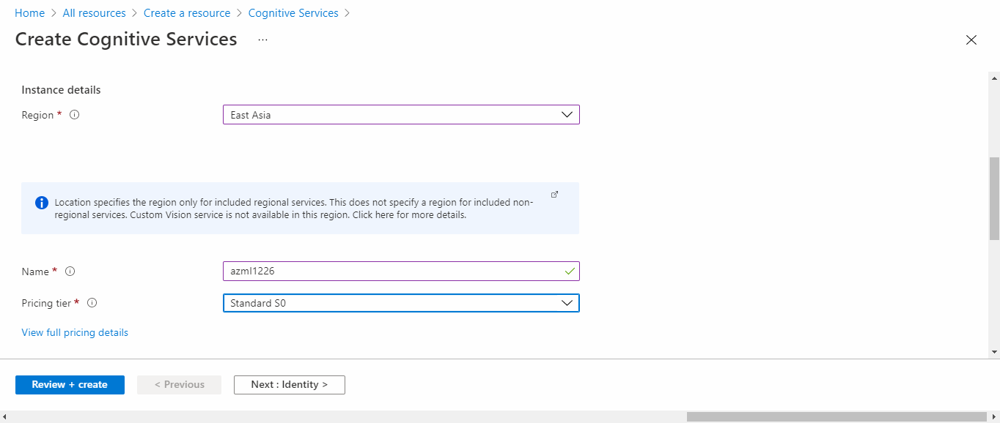 Home > All resources > Create a resource > Cognitive Services >
Create Cognitive Services ...
Instance details
Region *
East Asia
Location specifies the region only for included regional services. This does not specify a region for included non-
regional services. Custom Vision service is not available in this region. Click here for more details.
Name *
azml1226
Pricing tier *
Standard S0
View full pricing details
Review + create
< Previous
Next : Identity >